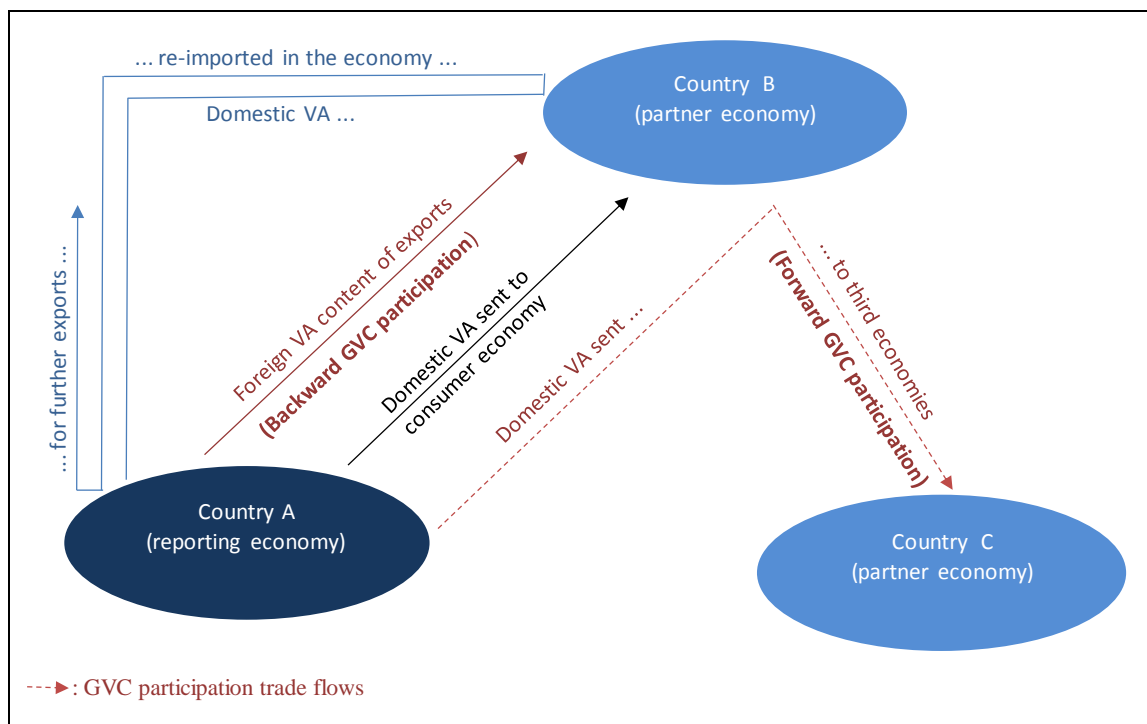 ... re-imported in the economy ...
Domestic VA ...
Country B
(partner economy)
... for further exports ...
Foreign VA content of exports
(Backward GVC participation)
Domestic VA sent to
consumer economy
Domestic VA sent ...
... to third economies
(Forward GVC participation)
Country A
(reporting economy)
Country C
(partner economy)
: GVC participation trade flows